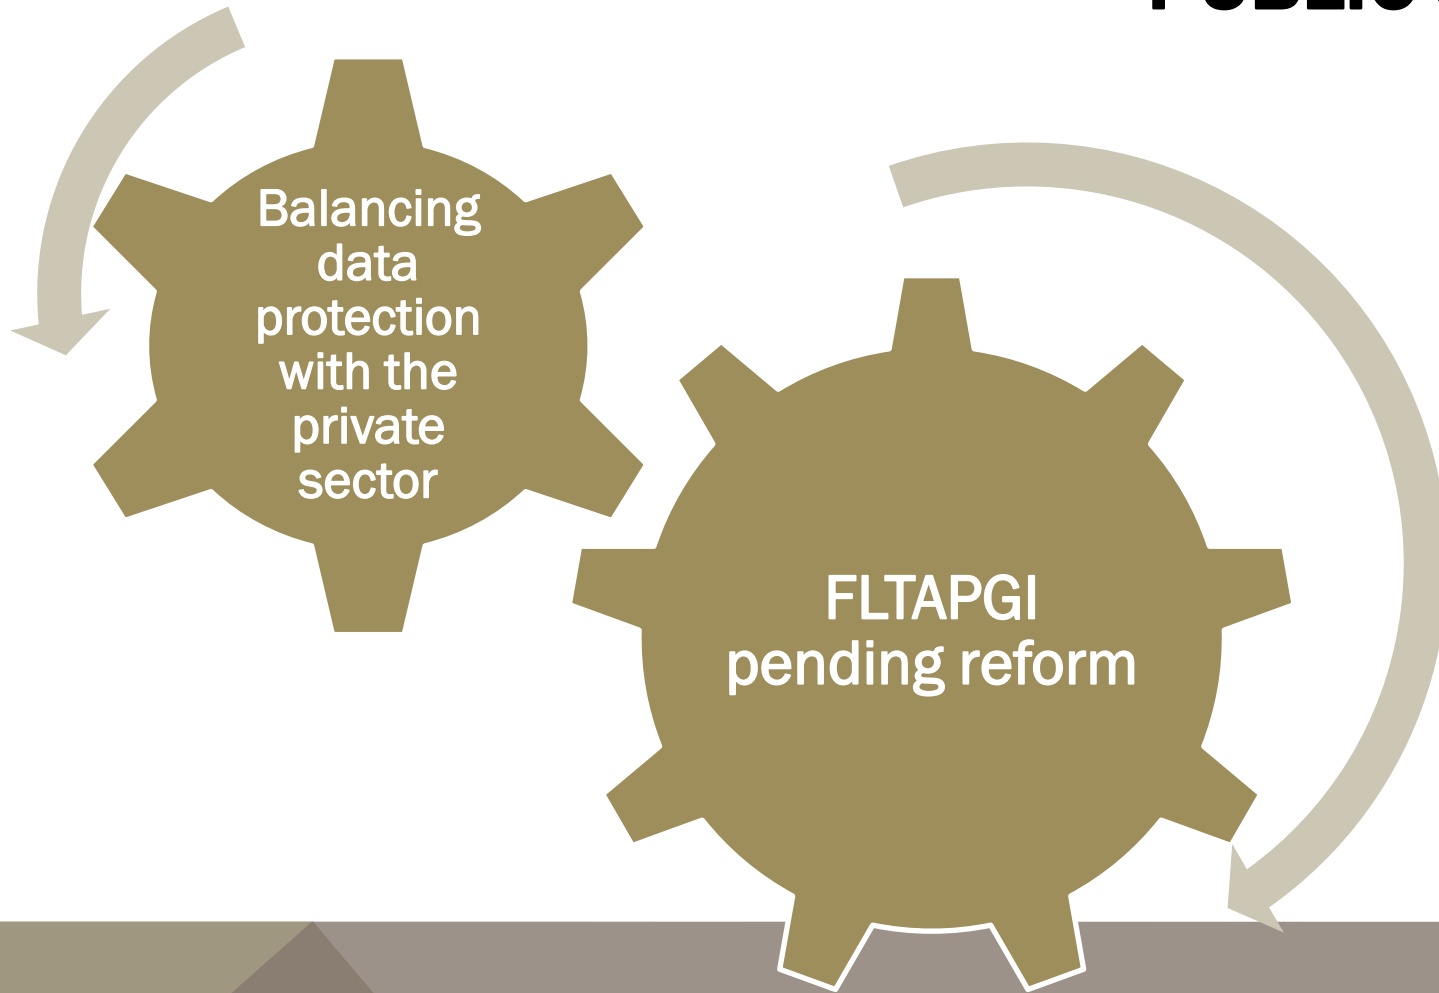 Balancing
data
protection
with the
private
sector
FLTAPGI
pending reform